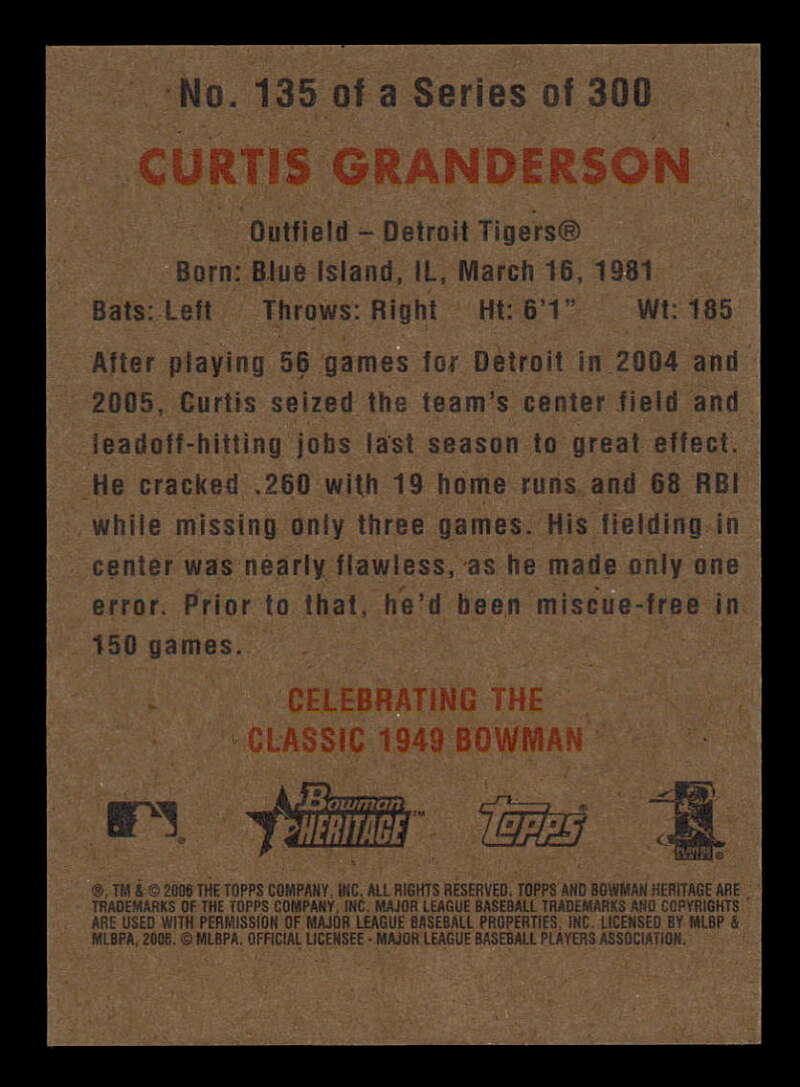 No. 135 of a Series of 300
CURTIS GRANDERSON
Outfield – Detroit Tigers®
Born: Blue Island, IL, March 16, 1981
Bats: Left Throws: Right Ht: 6'1" Wt: 185
After playing 56 games for Detroit in 2004 and
2005, Curtis seized the team's center field and
leadoff-hitting jobs last season to great effect.
He cracked .260 with 19 home runs and 68 RBI
while missing only three games. His fielding in
center was nearly flawless, as he made only one
error. Prior to that, he'd been miscue-free in
150 games.
CELEBRATING THE
CLASSIC 1949 BOWMAN
Bowman HERITAGE™ TOPPS®
®, TM & © 2006 THE TOPPS COMPANY, INC. ALL RIGHTS RESERVED. TOPPS AND BOWMAN HERITAGE ARE
TRADEMARKS OF THE TOPPS COMPANY, INC. MAJOR LEAGUE BASEBALL TRADEMARKS AND COPYRIGHTS
ARE USED WITH PERMISSION OF MAJOR LEAGUE BASEBALL PROPERTIES, INC. LICENSED BY MLBP &
MLBPA, 2006. © MLBPA. OFFICIAL LICENSEE - MAJOR LEAGUE BASEBALL PLAYERS ASSOCIATION.